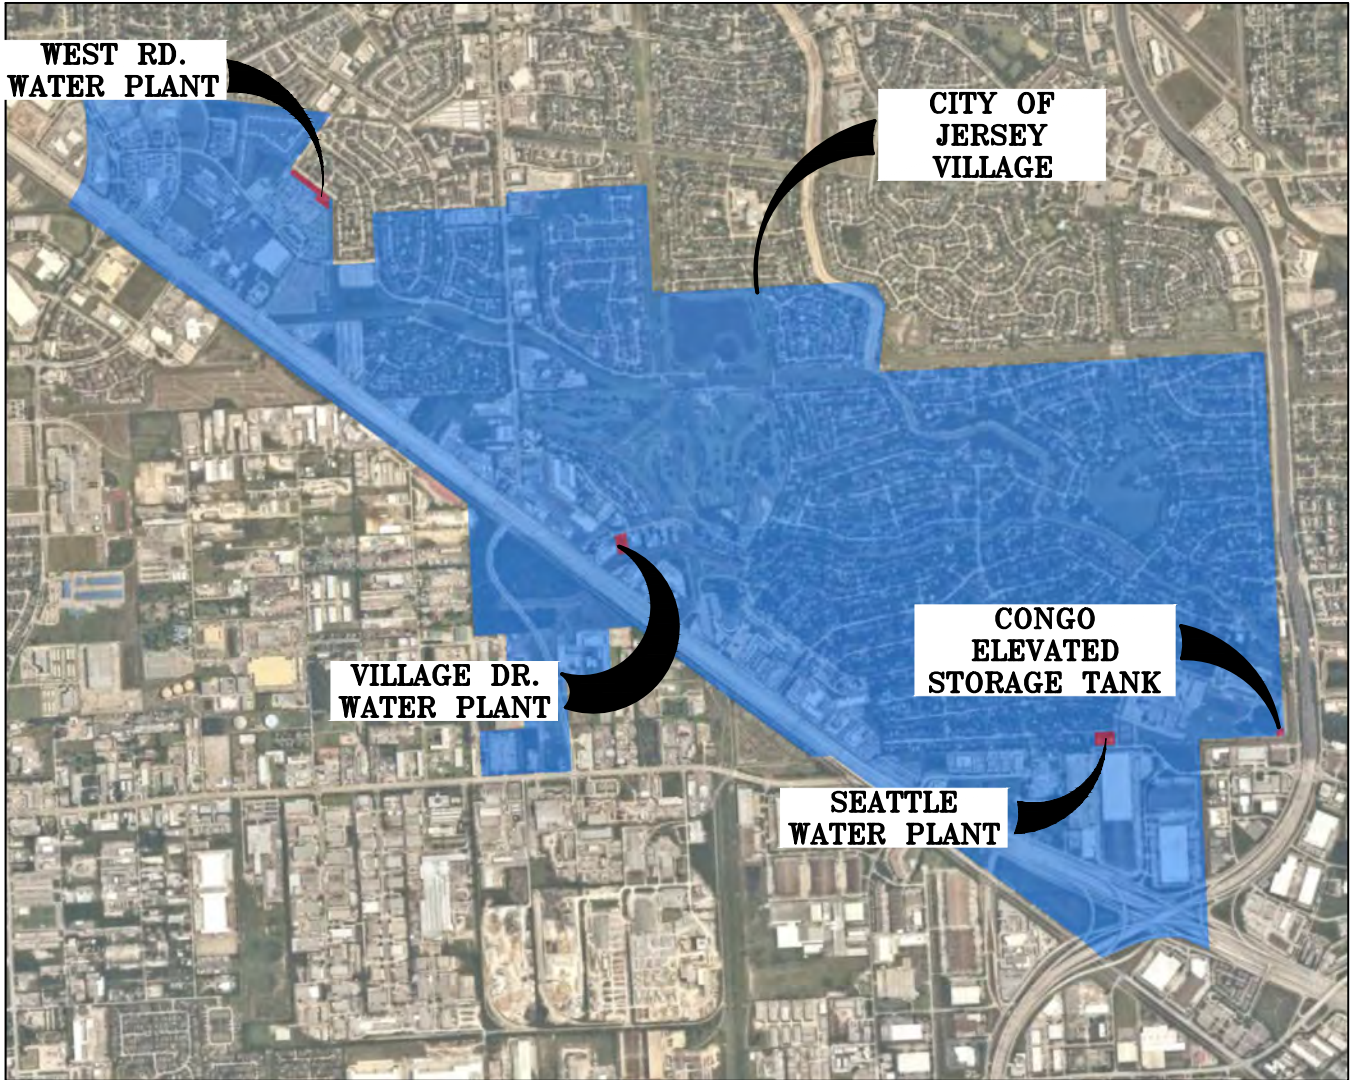 WEST RD.
WATER PLANT
CITY OF
JERSEY
VILLAGE
CONGO
ELEVATED
STORAGE TANK
VILLAGE DR.
WATER PLANT
SEATTLE
WATER PLANT